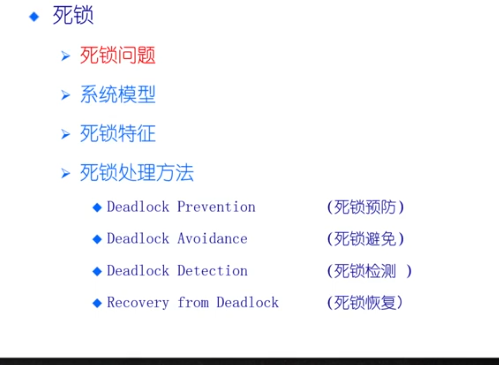 死锁
死锁问题
系统模型
死锁特征
死锁处理方法
Deadlock Prevention (死锁预防)
Deadlock Avoidance (死锁避免)
Deadlock Detection (死锁检测 )
Recovery from Deadlock (死锁恢复)